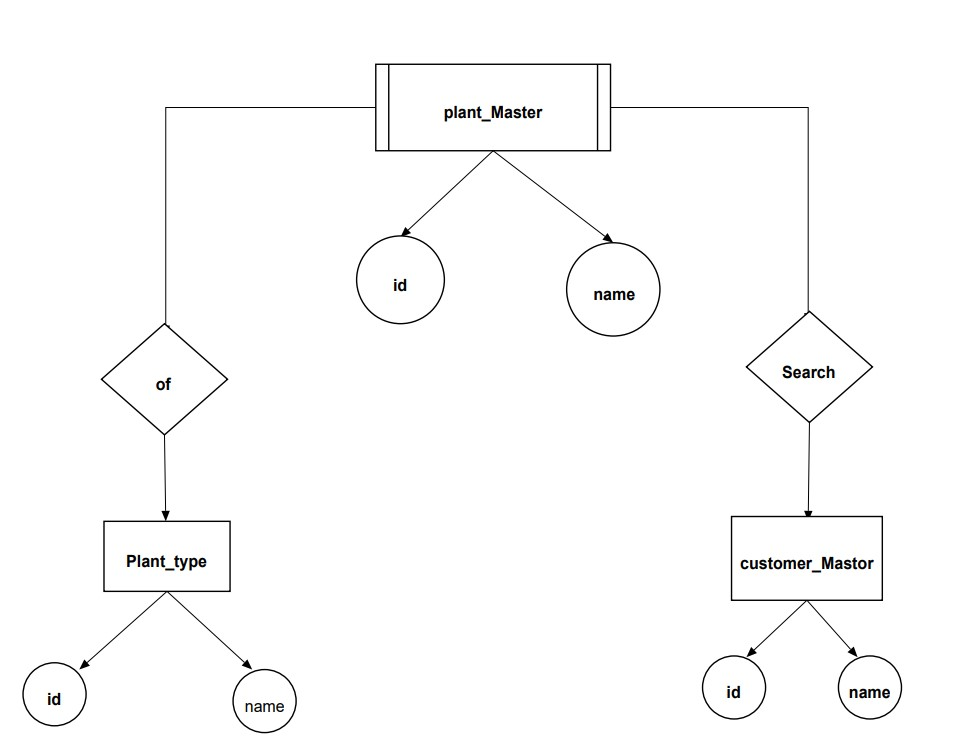 plant_Master
id
name
of
Search
Plant_type
customer_Mastor
id
name
id
name